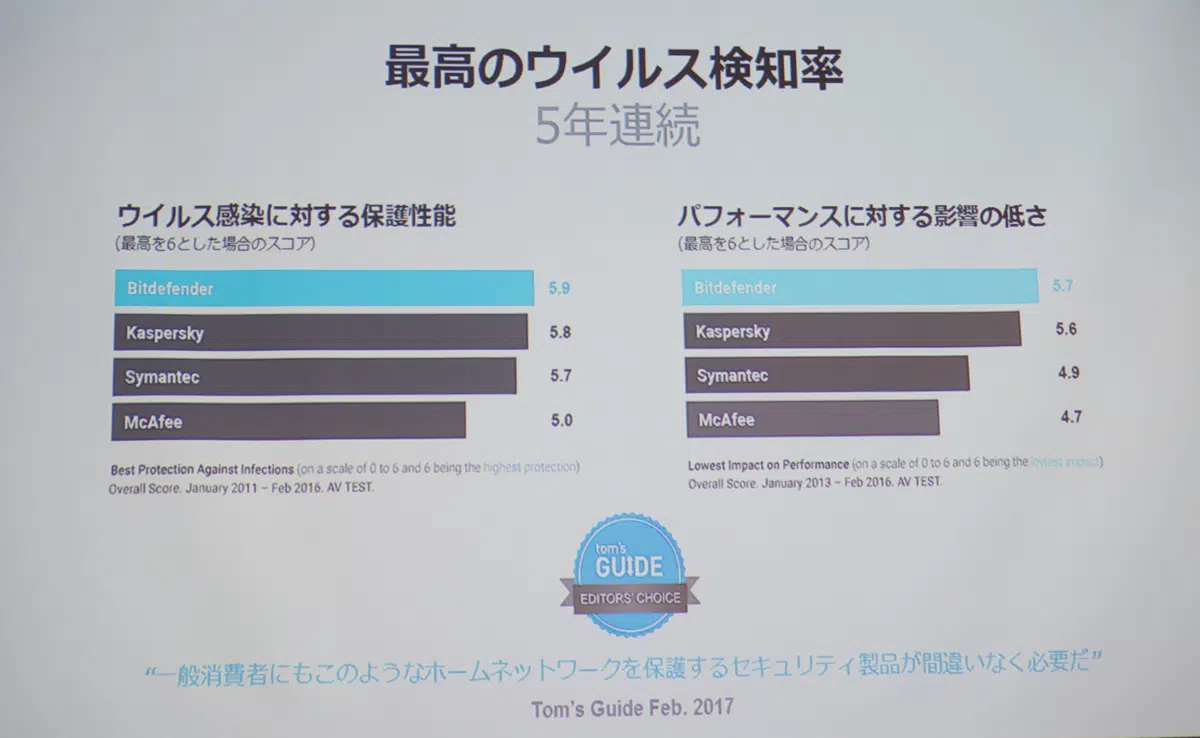 最高のウイルス検知率
5年連続
ウイルス感染に対する保護性能
(最高を6とした場合のスコア)
Bitdefender 5.9
Kaspersky 5.8
Symantec 5.7
McAfee 5.0
Best Protection Against Infections (on a scale of 0 to 6 and 6 being the highest protection)
Overall Score. January 2011 – Feb 2016. AV TEST.
パフォーマンスに対する影響の低さ
(最高を6とした場合のスコア)
Bitdefender 5.7
Kaspersky 5.6
Symantec 4.9
McAfee 4.7
Lowest Impact on Performance (on a scale of 0 to 6 and 6 being the lowest impact)
Overall Score. January 2013 – Feb 2016. AV TEST.
tom's
GUIDE
EDITORS' CHOICE
“一般消費者にもこのようなホームネットワークを保護するセキュリティ製品が間違いなく必要だ”
Tom's Guide Feb. 2017